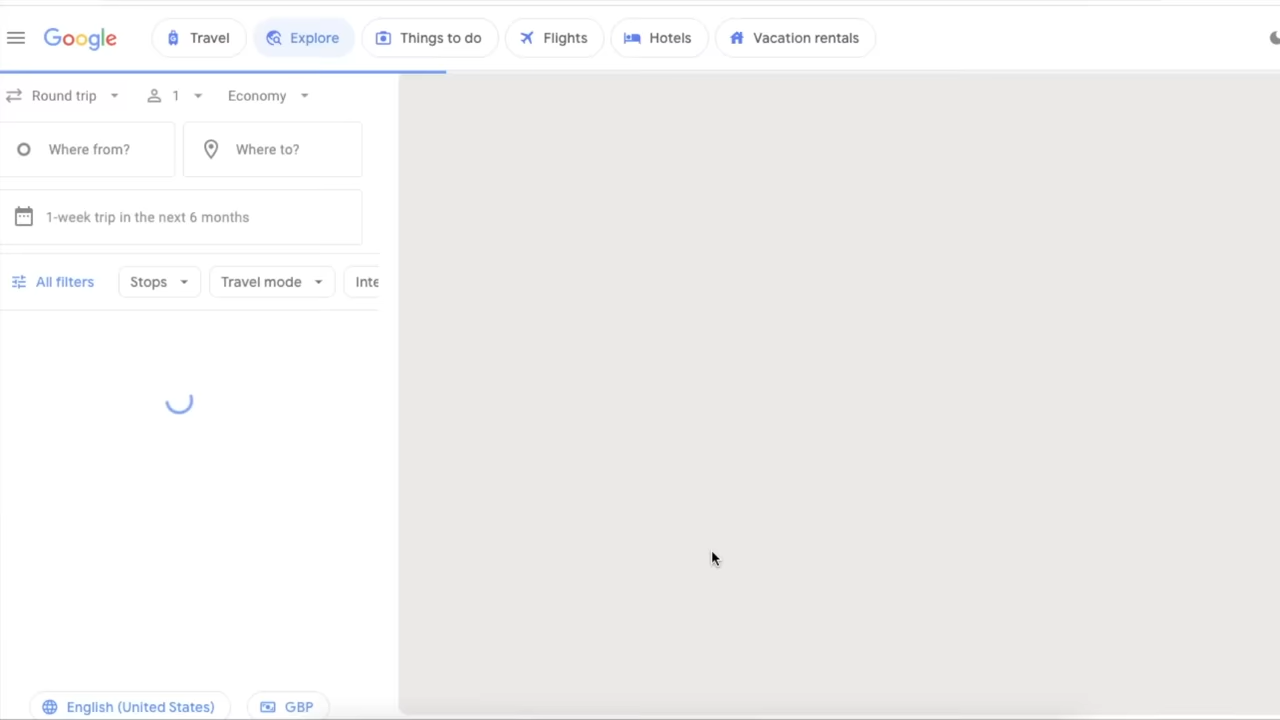 Google Travel Explore Things to do Flights Hotels Vacation rentals
Round trip 1 Economy
Where from? Where to?
1-week trip in the next 6 months
All filters Stops Travel mode Inte
English (United States) GBP